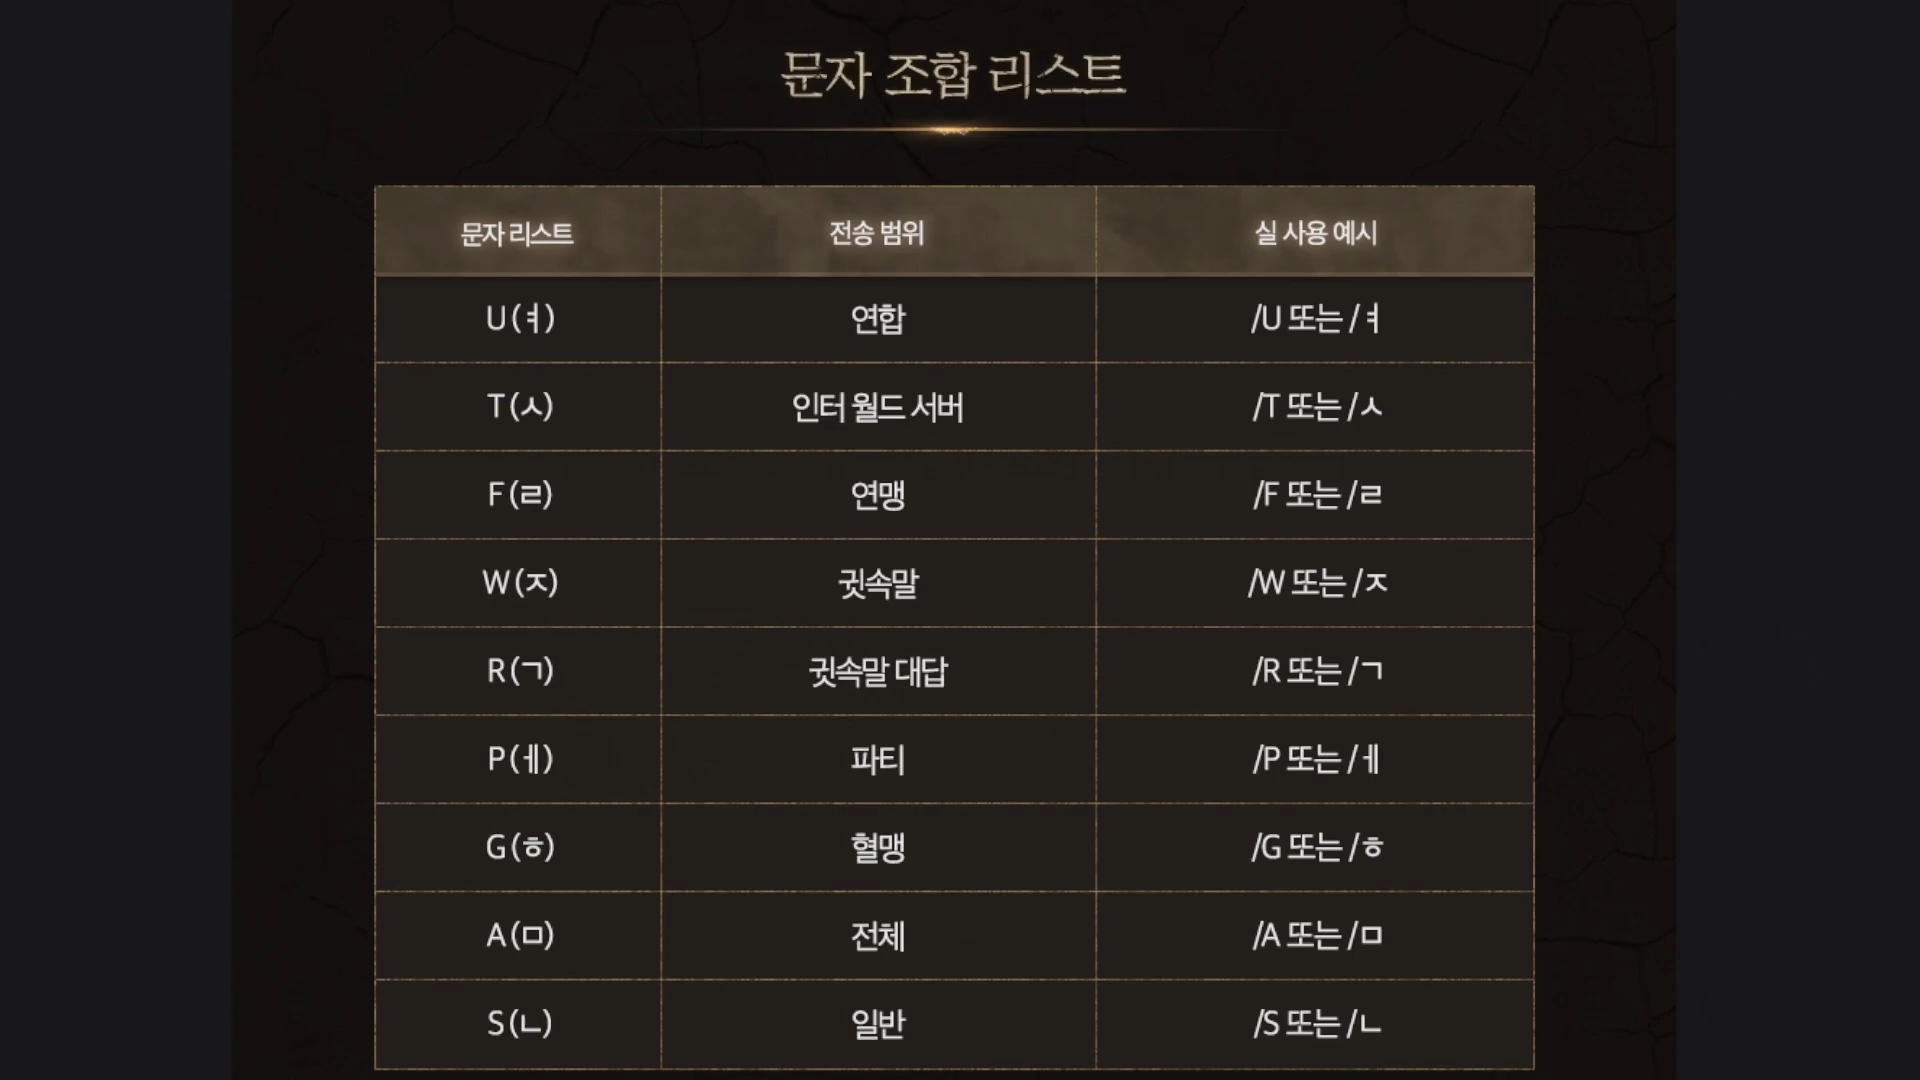 문자 조합 리스트
문자 리스트 전송 범위 실 사용 예시
U (ㅕ) 연합 /U 또는 /ㅕ
T (ㅅ) 인터 월드 서버 /T 또는 /ㅅ
F (ㄹ) 연맹 /F 또는 /ㄹ
W (ㅈ) 귓속말 /W 또는 /ㅈ
R (ㄱ) 귓속말 대답 /R 또는 /ㄱ
P (ㅔ) 파티 /P 또는 /ㅔ
G (ㅎ) 혈맹 /G 또는 /ㅎ
A (ㅁ) 전체 /A 또는 /ㅁ
S (ㄴ) 일반 /S 또는 /ㄴ